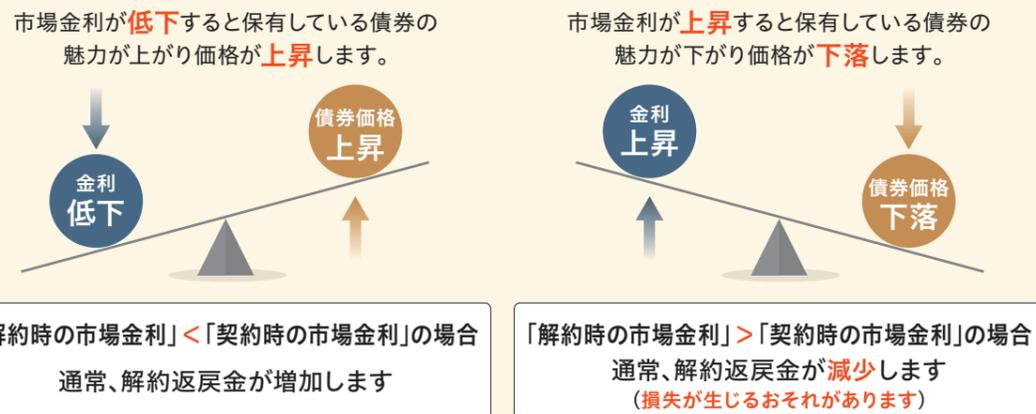 市場金利が低下すると保有している債券の
魅力が上がり価格が上昇します。
金利
低下
債券価格
上昇
解約時の市場金利」<「契約時の市場金利」の場合
通常、解約返戻金が増加します
市場金利が上昇すると保有している債券の
魅力が下がり価格が下落します。
金利
上昇
債券価格
下落
「解約時の市場金利」>「契約時の市場金利」の場合
通常、解約返戻金が減少します
(損失が生じるおそれがあります)